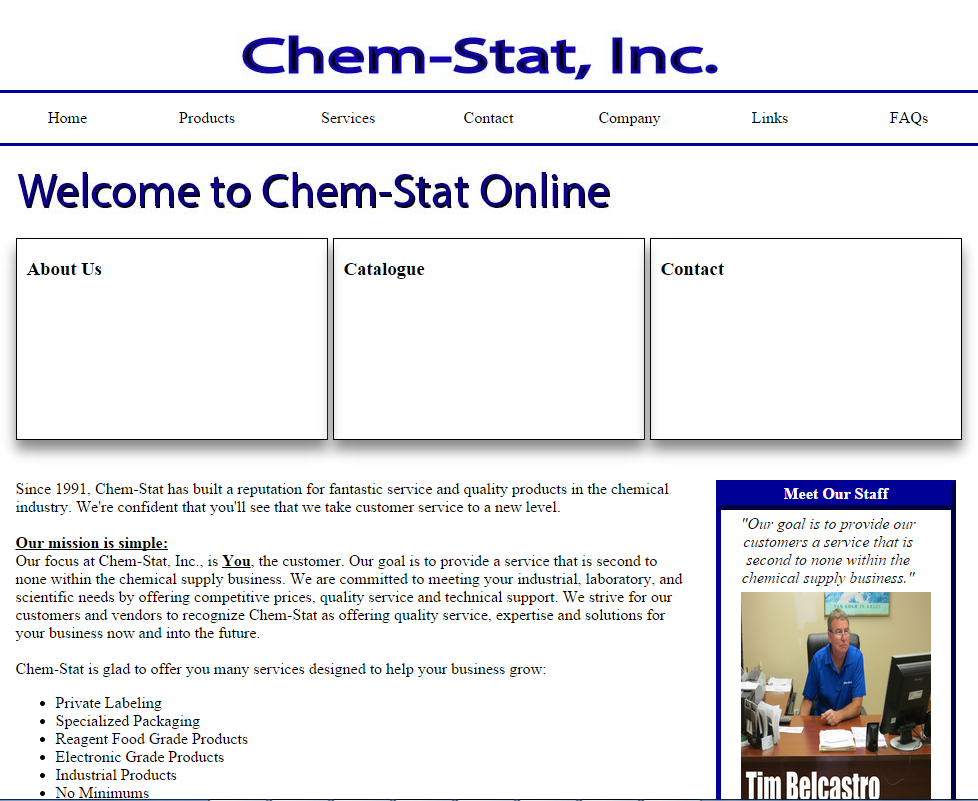 Chem-Stat, Inc.
Home Products Services Contact Company Links FAQs
Welcome to Chem-Stat Online
About Us
Catalogue
Contact
Since 1991, Chem-Stat has built a reputation for fantastic service and quality products in the chemical
industry. We're confident that you'll see that we take customer service to a new level.
Our mission is simple:
Our focus at Chem-Stat, Inc., is You, the customer. Our goal is to provide a service that is second to
none within the chemical supply business. We are committed to meeting your industrial, laboratory, and
scientific needs by offering competitive prices, quality service and technical support. We strive for our
customers and vendors to recognize Chem-Stat as offering quality service, expertise and solutions for
your business now and into the future.
Chem-Stat is glad to offer you many services designed to help your business grow:
Private Labeling
Specialized Packaging
Reagent Food Grade Products
Electronic Grade Products
Industrial Products
No Minimums
Meet Our Staff
"Our goal is to provide our
customers a service that is
second to none within the
chemical supply business."
Tim Belcastro